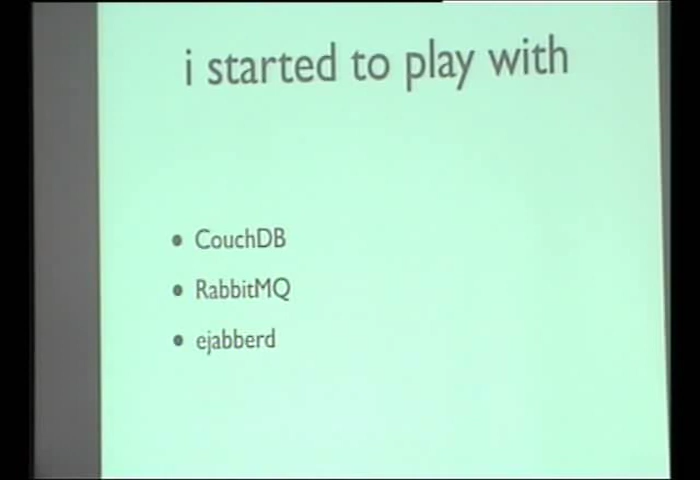 i started to play with
• CouchDB
• RabbitMQ
• ejabberd